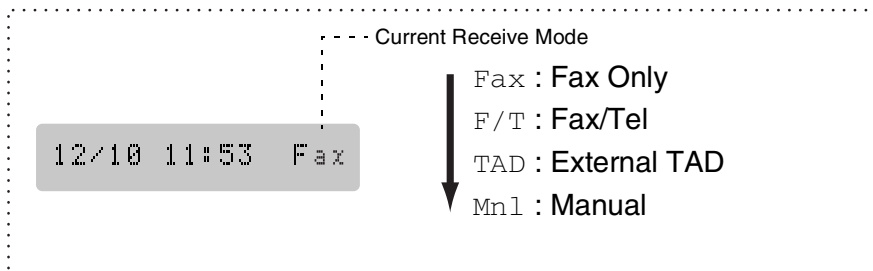 Current Receive Mode
12/10 11:53 Fax
Fax : Fax Only
F/T : Fax/Tel
TAD : External TAD
Mnl : Manual